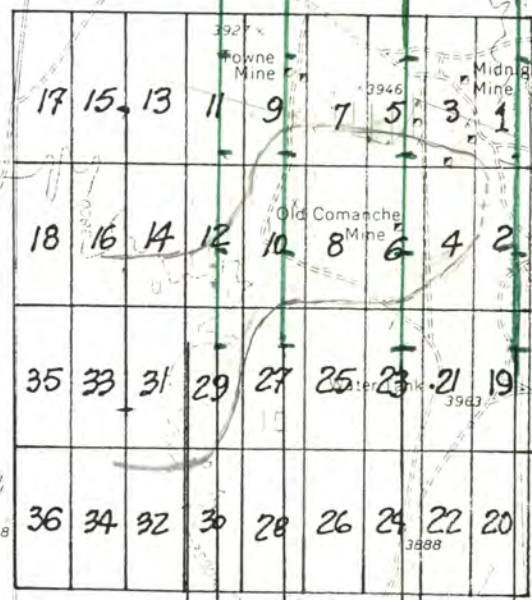 3927 ×
Towne
Mine
Midnig
Mine
3946
17 15 13 11 9 7 5 3 1
Old Comanche
Mine
18 16 14 12 10 8 6 4 2
35 33 31 29 27 25 23 21 19
Water Tank
3963
15
36 34 32 30 28 26 24 22 20
3888